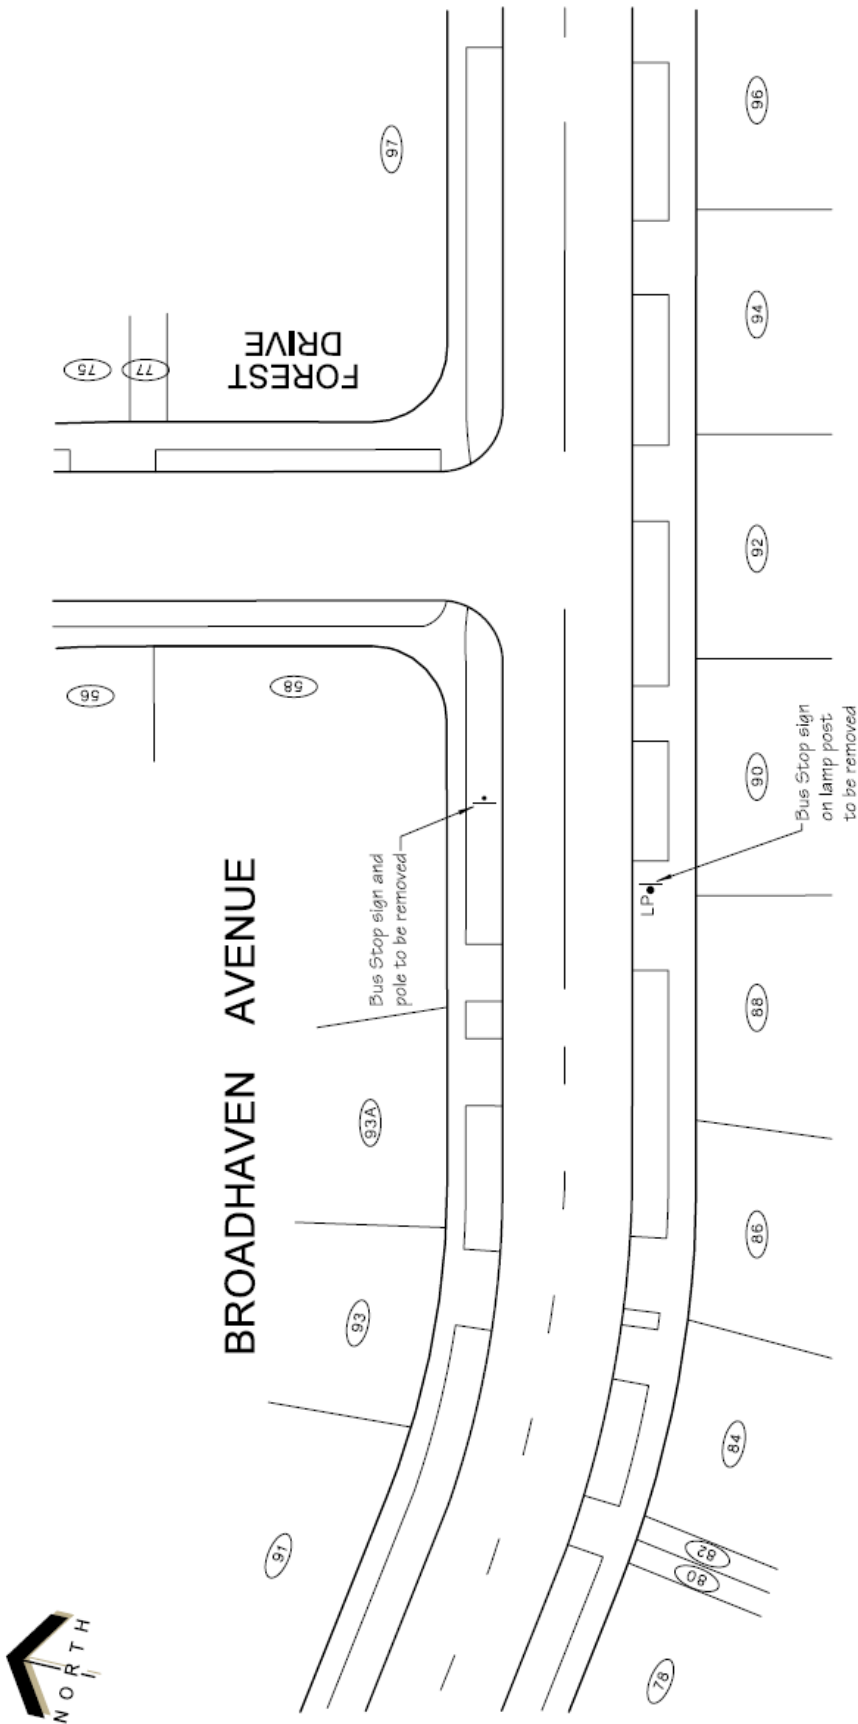 96
97
94
FOREST
DRIVE
75
77
92
56
58
90
Bus Stop sign
on lamp post
to be removed
Bus Stop sign and
pole to be removed
LP
BROADHAVEN AVENUE
88
93A
86
93
84
91
82
80
78
NORTH